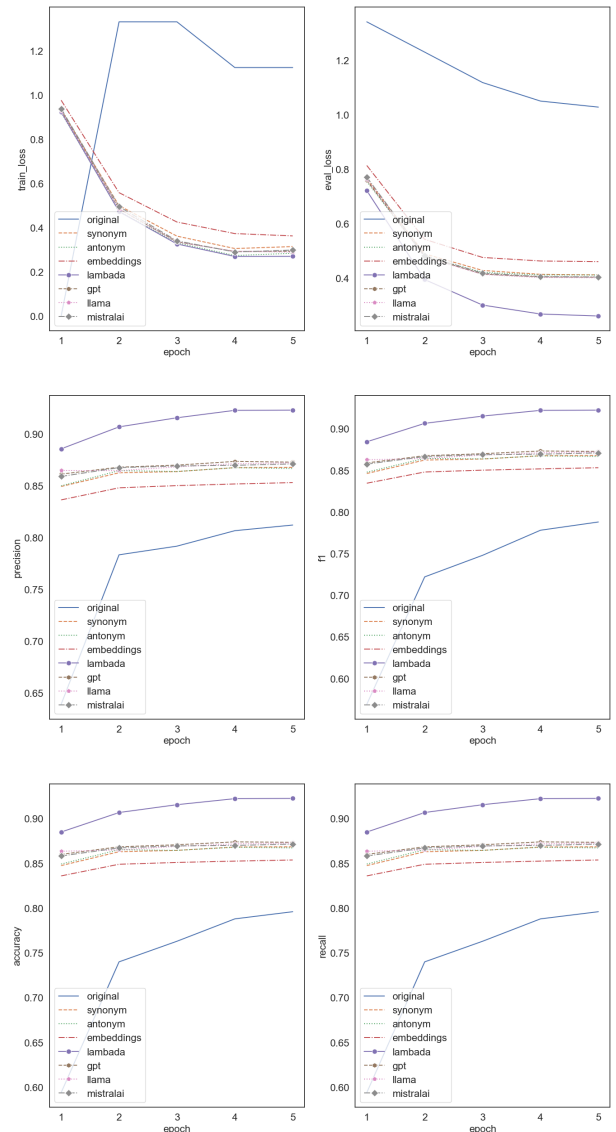 train_loss
1.2
1.0
0.8
0.6
0.4
0.2
0.0
original
synonym
antonym
embeddings
lambada
gpt
llama
mistralai
1 2 3 4 5
epoch
eval_loss
1.2
1.0
0.8
0.6
0.4
original
synonym
antonym
embeddings
lambada
gpt
llama
mistralai
1 2 3 4 5
epoch
precision
0.90
0.85
0.80
0.75
0.70
0.65
original
synonym
antonym
embeddings
lambada
gpt
llama
mistralai
1 2 3 4 5
epoch
f1
0.90
0.85
0.80
0.75
0.70
0.65
0.60
original
synonym
antonym
embeddings
lambada
gpt
llama
mistralai
1 2 3 4 5
epoch
accuracy
0.90
0.85
0.80
0.75
0.70
0.65
0.60
original
synonym
antonym
embeddings
lambada
gpt
llama
mistralai
1 2 3 4 5
epoch
recall
0.90
0.85
0.80
0.75
0.70
0.65
0.60
original
synonym
antonym
embeddings
lambada
gpt
llama
mistralai
1 2 3 4 5
epoch